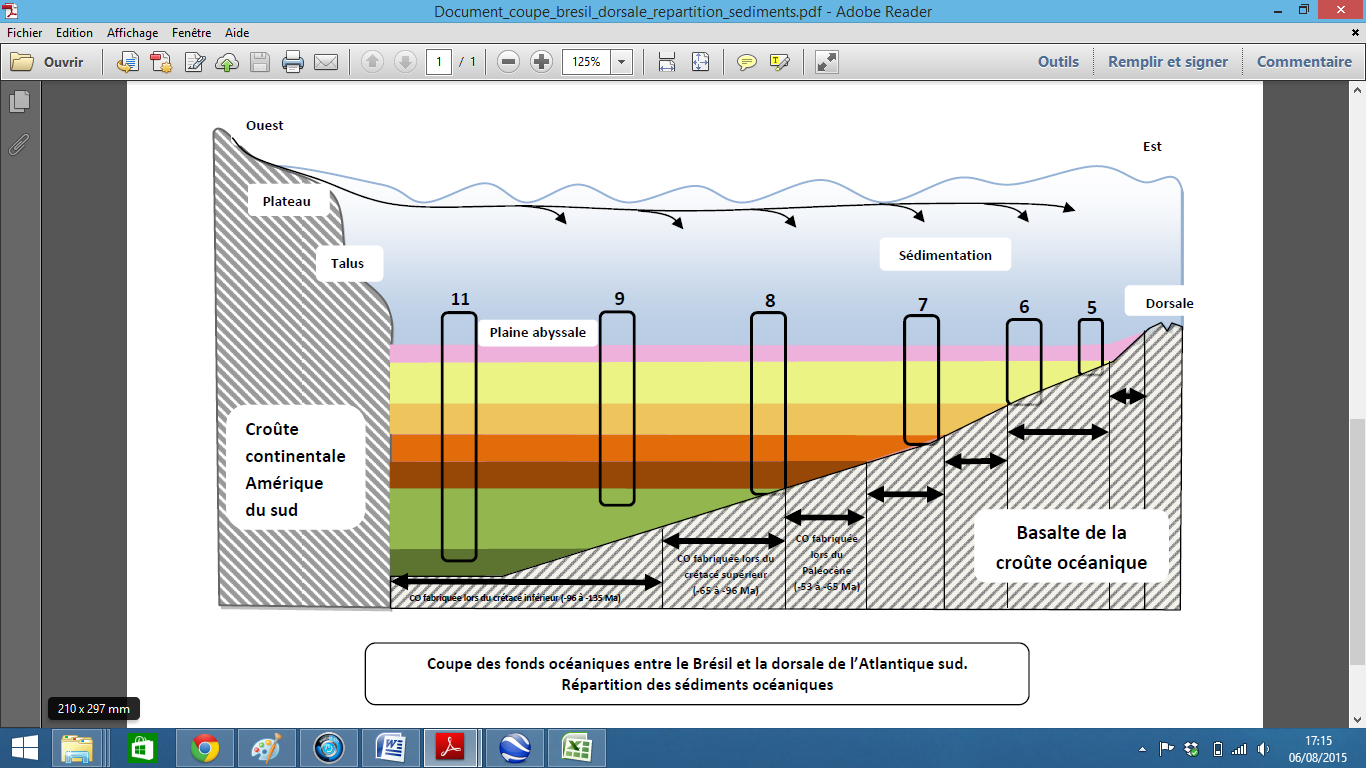 Document_coupe_bresil_dorsale_repartition_sediments.pdf - Adobe Reader
Fichier Edition Affichage Fenêtre Aide
Ouvrir
1 / 1
125%
Outils
Remplir et signer
Commentaire
Ouest
Est
Plateau
Talus
Sédimentation
11
9
8
7
6
5
Dorsale
Plaine abyssale
Croûte
continentale
Amérique
du sud
Basalte de la
croûte océanique
CO fabriquée lors du
crétacé supérieur
(-65 à -96 Ma)
CO fabriquée
lors du
Paléocène
(-53 à -65 Ma)
CO fabriquée lors du crétacé inférieur (-96 à -135 Ma)
Coupe des fonds océaniques entre le Brésil et la dorsale de l'Atlantique sud.
Répartition des sédiments océaniques
210 x 297 mm
17:15
06/08/2015